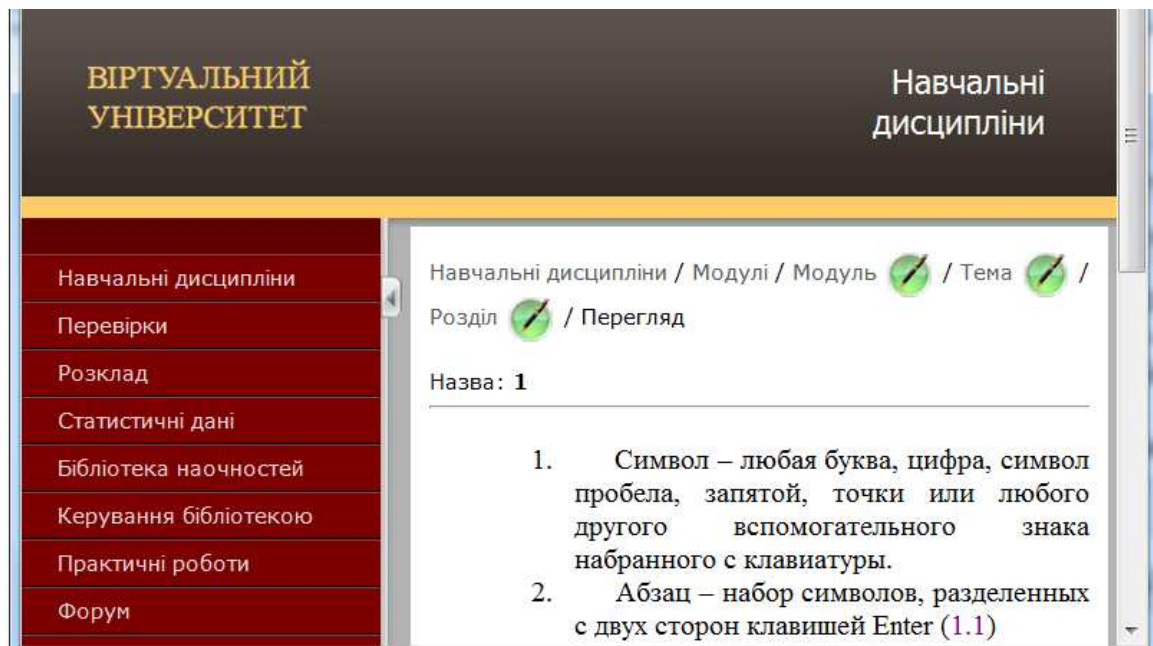 ВІРТУАЛЬНИЙ
УНІВЕРСИТЕТ
Навчальні
дисципліни
Навчальні дисципліни
Перевірки
Розклад
Статистичні дані
Бібліотека наочностей
Керування бібліотекою
Практичні роботи
Форум
Навчальні дисципліни / Модулі / Модуль / Тема /
Розділ / Перегляд
Назва: 1
1. Символ – любая буква, цифра, символ
пробела, запятой, точки или любого
другого вспомогательного знака
набранного с клавиатуры.
2. Абзац – набор символов, разделенных
с двух сторон клавишей Enter (1.1)